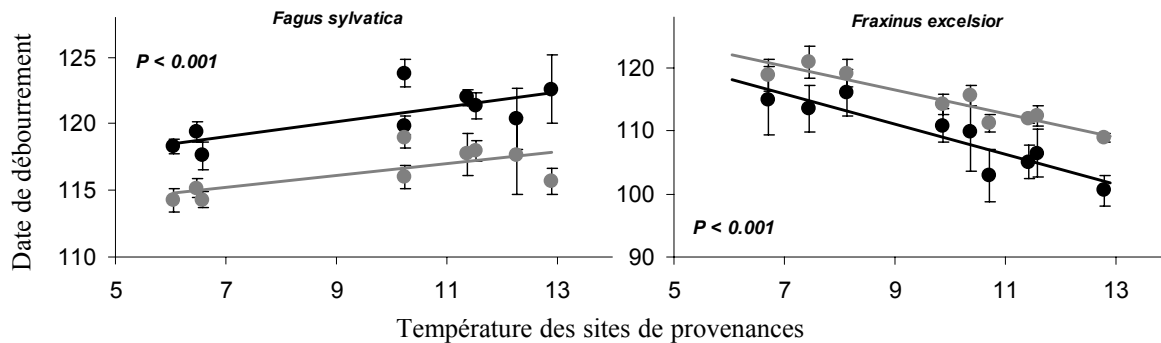 Fagus sylvatica
Fraxinus excelsior
Date de débourrement
125
120
115
110
P < 0.001
5 7 9 11 13
120
110
100
90
P < 0.001
5 7 9 11 13
Température des sites de provenances